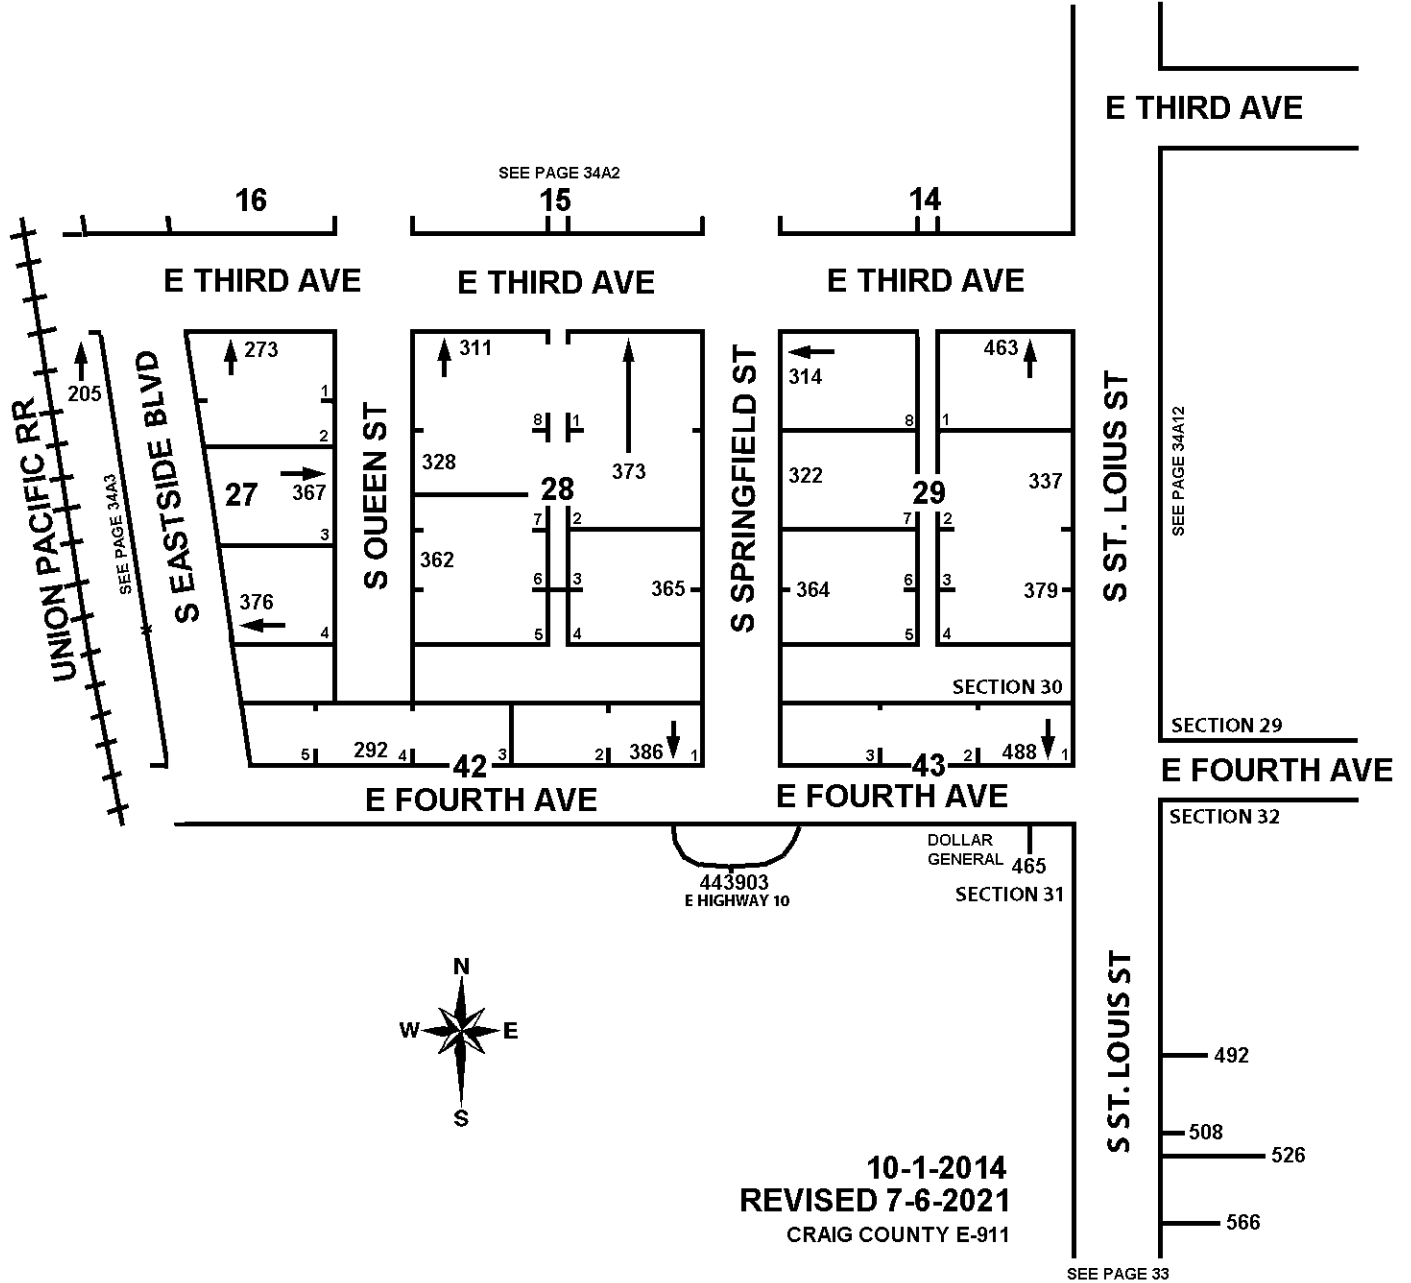 E THIRD AVE
SEE PAGE 34A2
16
15
14
E THIRD AVE
E THIRD AVE
E THIRD AVE
273
311
314
463
205
1
2
8
1
8
1
328
373
322
337
27
367
28
29
3
7
2
7
2
362
376
6
3
365
364
6
3
379
4
5
4
5
4
UNION PACIFIC RR
SEE PAGE 34A3
S EASTSIDE BLVD
S OUEEN ST
S SPRINGFIELD ST
S ST. LOIUS ST
SEE PAGE 34A12
SECTION 30
SECTION 29
5
292
4
42
3
2
386
1
3
43
2
488
1
E FOURTH AVE
E FOURTH AVE
E FOURTH AVE
SECTION 32
DOLLAR
GENERAL
465
443903
E HIGHWAY 10
SECTION 31
N
W
E
S
S ST. LOUIS ST
492
508
526
566
10-1-2014
REVISED 7-6-2021
CRAIG COUNTY E-911
SEE PAGE 33